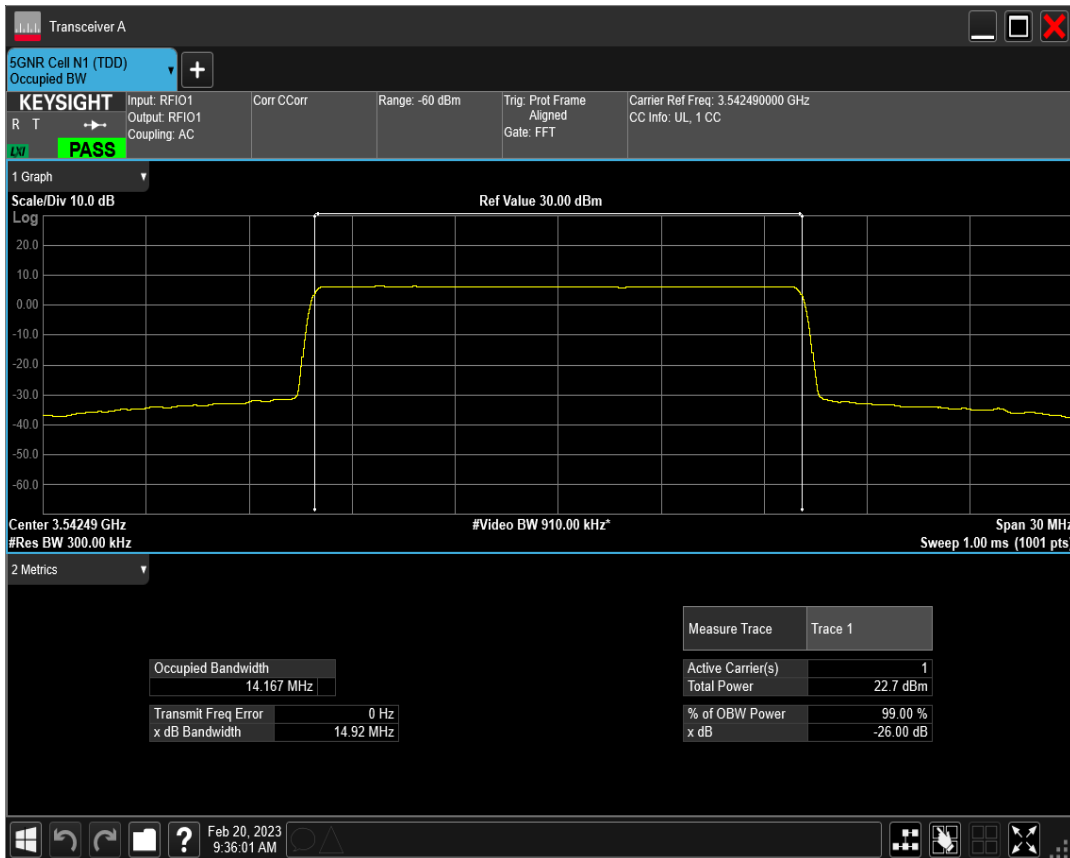 Transceiver A
5GNR Cell N1 (TDD)
Occupied BW
+
KEYSIGHT
R T
LXI
PASS
Input: RFIO1
Output: RFIO1
Coupling: AC
Corr CCorr
Range: -60 dBm
Trig: Prot Frame
Aligned
Gate: FFT
Carrier Ref Freq: 3.542490000 GHz
CC Info: UL, 1 CC
1 Graph
Scale/Div 10.0 dB
Ref Value 30.00 dBm
Log
20.0
10.0
0.00
-10.0
-20.0
-30.0
-40.0
-50.0
-60.0
Center 3.54249 GHz
#Video BW 910.00 kHz*
Span 30 MHz
#Res BW 300.00 kHz
Sweep 1.00 ms (1001 pts)
2 Metrics
Measure Trace Trace 1
Occupied Bandwidth
14.167 MHz
Transmit Freq Error 0 Hz
x dB Bandwidth 14.92 MHz
Active Carrier(s) 1
Total Power 22.7 dBm
% of OBW Power 99.00 %
x dB -26.00 dB
?
Feb 20, 2023
9:36:01 AM